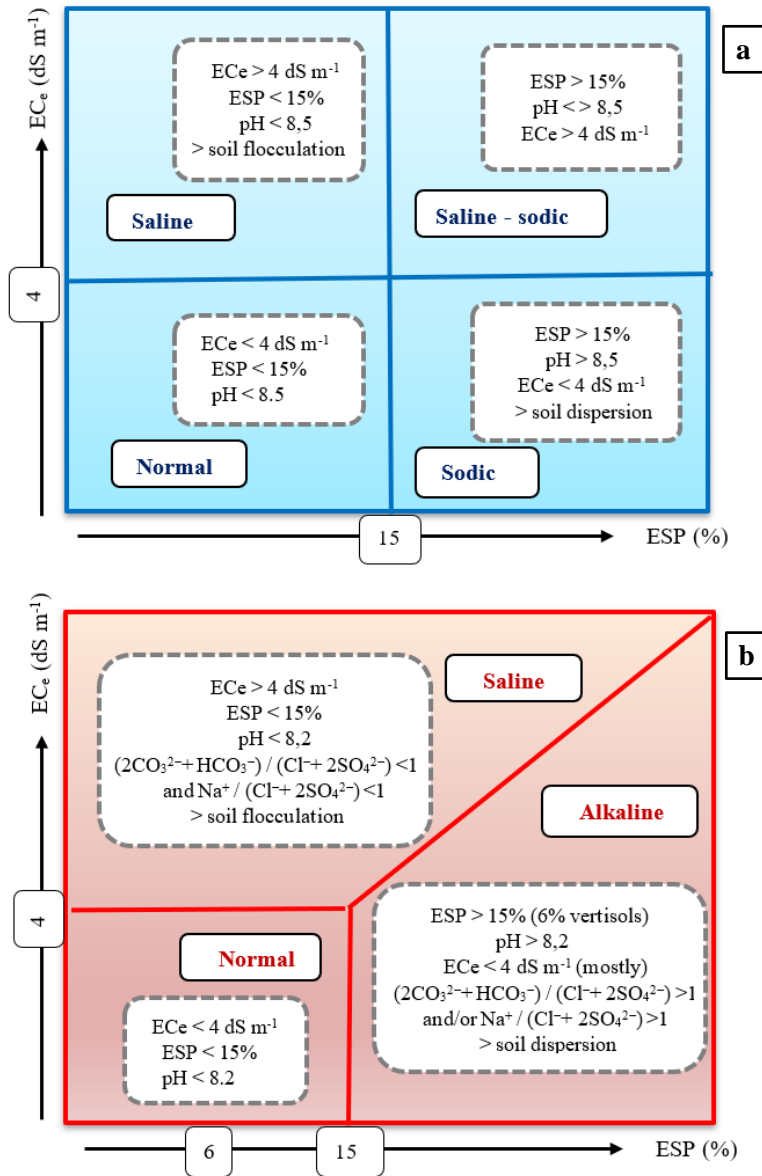 a
ECₑ (dS m⁻¹)
ECe > 4 dS m⁻¹
ESP < 15%
pH < 8,5
> soil flocculation
Saline
ESP > 15%
pH < > 8,5
ECe > 4 dS m⁻¹
Saline - sodic
4
ECe < 4 dS m⁻¹
ESP < 15%
pH < 8.5
Normal
ESP > 15%
pH > 8,5
ECe < 4 dS m⁻¹
> soil dispersion
Sodic
15
ESP (%)
b
ECₑ (dS m⁻¹)
Saline
ECe > 4 dS m⁻¹
ESP < 15%
pH < 8,2
(2CO₃²⁻+ HCO₃⁻) / (Cl⁻+ 2SO₄²⁻) <1
and Na⁺ / (Cl⁻+ 2SO₄²⁻) <1
> soil flocculation
Alkaline
4
Normal
ECe < 4 dS m⁻¹
ESP < 15%
pH < 8.2
ESP > 15% (6% vertisols)
pH > 8,2
ECe < 4 dS m⁻¹ (mostly)
(2CO₃²⁻+ HCO₃⁻) / (Cl⁻+ 2SO₄²⁻) >1
and/or Na⁺ / (Cl⁻+ 2SO₄²⁻) >1
> soil dispersion
6
15
ESP (%)